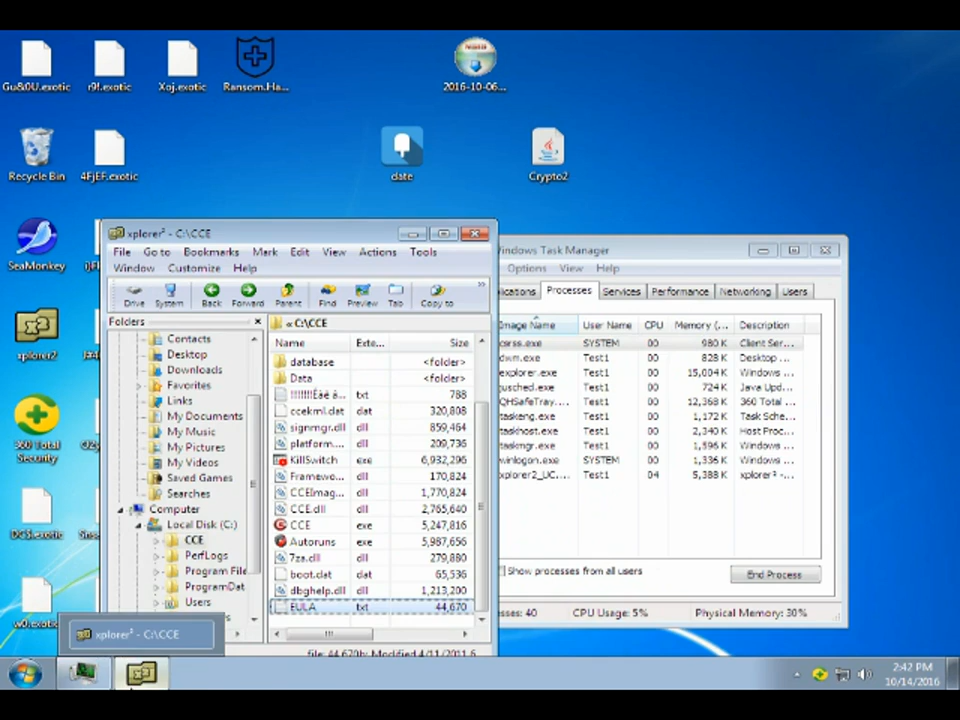 Gu&0U.exotic r9!.exotic Xoj.exotic Ransom.Ha... 2016-10-06...
Recycle Bin 4FjEF.exotic date Crypto2
SeaMonkey
xplorer2
360 Total
Security
w0.exotic
xplorer² - C:\CCE
File Go to Bookmarks Mark Edit View Actions Tools
Window Customize Help
Drive System Back Forward Parent Find Preview Tab Copy to
Folders
Contacts
Desktop
Downloads
Favorites
Links
My Documents
My Music
My Pictures
My Videos
Saved Games
Searches
Computer
Local Disk (C:)
CCE
PerfLogs
Program File
ProgramDat
Users
« C:\CCE
Name Exte... Size
database <folder>
Data <folder>
txt 788
ccekrnl.dat dat 320,808
signmgr.dll dll 859,464
platform.... dll 209,736
KillSwitch exe 6,932,296
Framewo... dll 170,824
CCEImag... dll 1,770,824
CCE.dll dll 2,765,640
CCE exe 5,247,816
Autoruns exe 5,987,656
7za.dll dll 279,880
boot.dat dat 65,536
dbghelp.dll dll 1,213,200
EULA txt 44,670
xplorer² - C:\CCE
indows Task Manager
Options View Help
lications Processes Services Performance Networking Users
Image Name User Name CPU Memory (... Description
csrss.exe SYSTEM 00 980 K Client Ser...
dwm.exe Test1 00 828 K Desktop ...
explorer.exe Test1 00 15,004 K Windows ...
jusched.exe Test1 00 724 K Java Upd...
QHSafeTray.... Test1 00 12,368 K 360 Total ...
taskeng.exe Test1 00 1,172 K Task Sche...
taskhost.exe Test1 00 2,340 K Host Proc...
taskmgr.exe Test1 00 1,596 K Windows ...
winlogon.exe SYSTEM 00 1,336 K Windows ...
xplorer2_UC.... Test1 04 5,388 K xplorer² -...
Show processes from all users End Process
sses: 40 CPU Usage: 5% Physical Memory: 30%
2:42 PM
10/14/2016